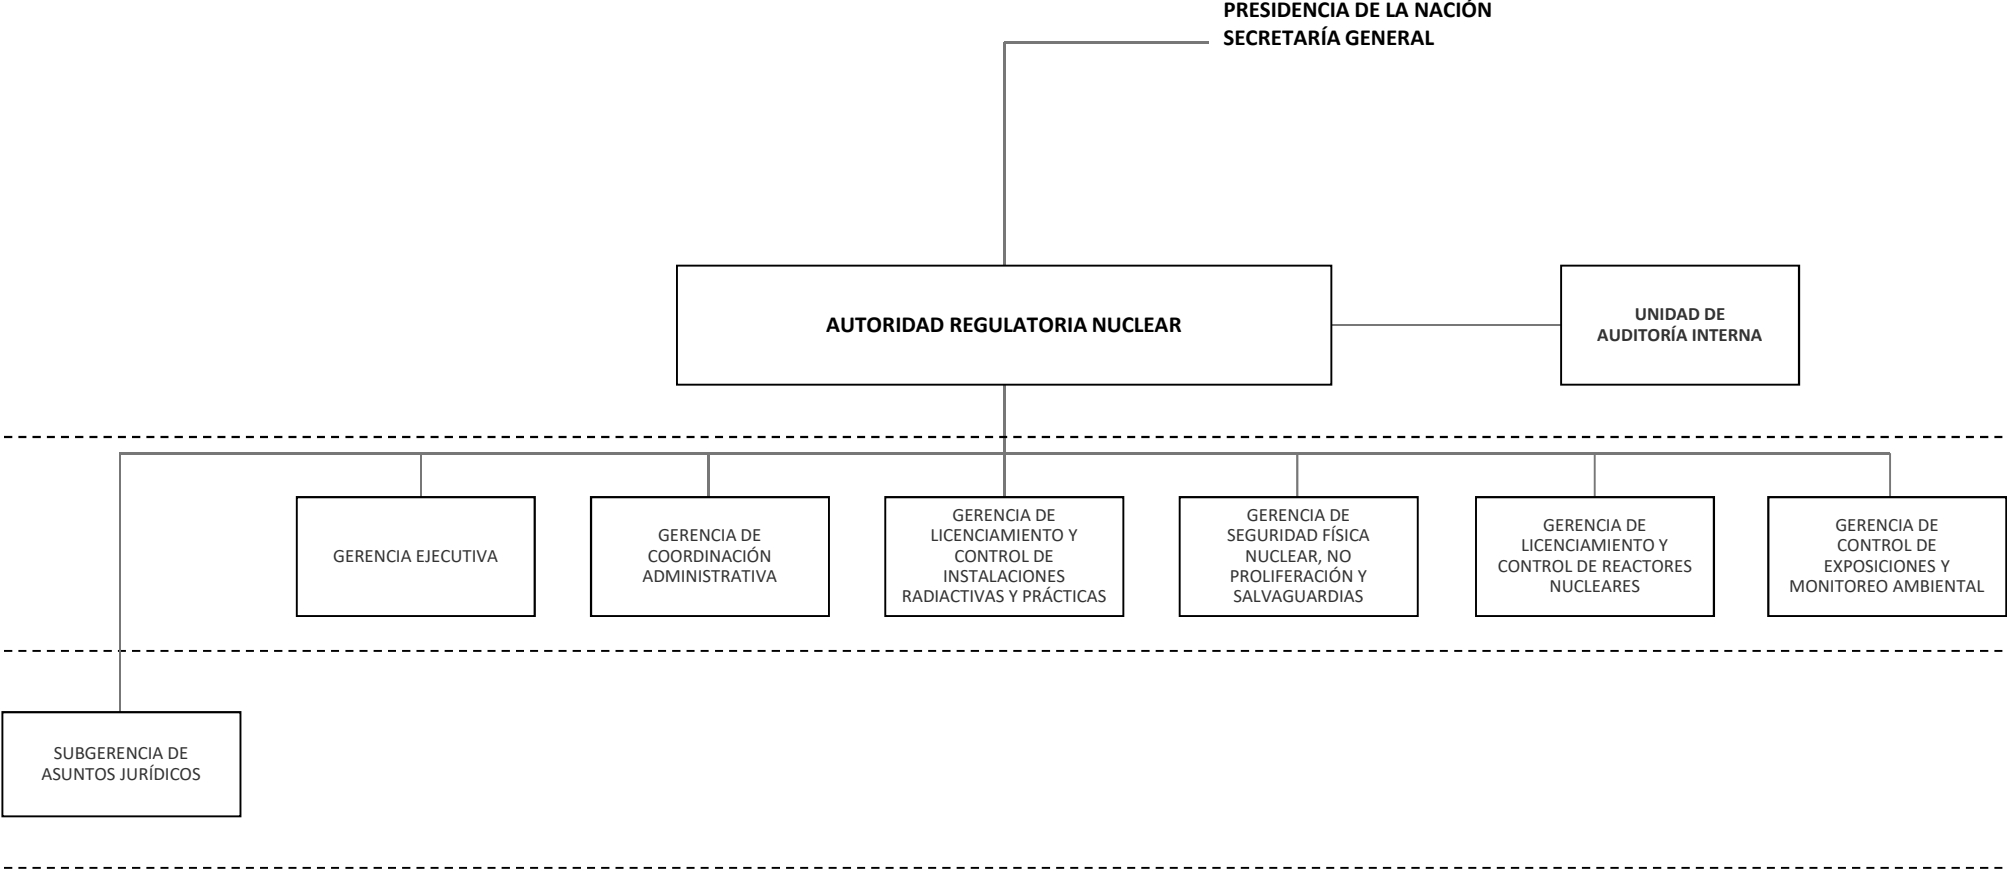 PRESIDENCIA DE LA NACIÓN
SECRETARÍA GENERAL
AUTORIDAD REGULATORIA NUCLEAR
UNIDAD DE
AUDITORÍA INTERNA
GERENCIA EJECUTIVA
GERENCIA DE
COORDINACIÓN
ADMINISTRATIVA
GERENCIA DE
LICENCIAMIENTO Y
CONTROL DE
INSTALACIONES
RADIACTIVAS Y PRÁCTICAS
GERENCIA DE
SEGURIDAD FÍSICA
NUCLEAR, NO
PROLIFERACIÓN Y
SALVAGUARDIAS
GERENCIA DE
LICENCIAMIENTO Y
CONTROL DE REACTORES
NUCLEARES
GERENCIA DE
CONTROL DE
EXPOSICIONES Y
MONITOREO AMBIENTAL
SUBGERENCIA DE
ASUNTOS JURÍDICOS